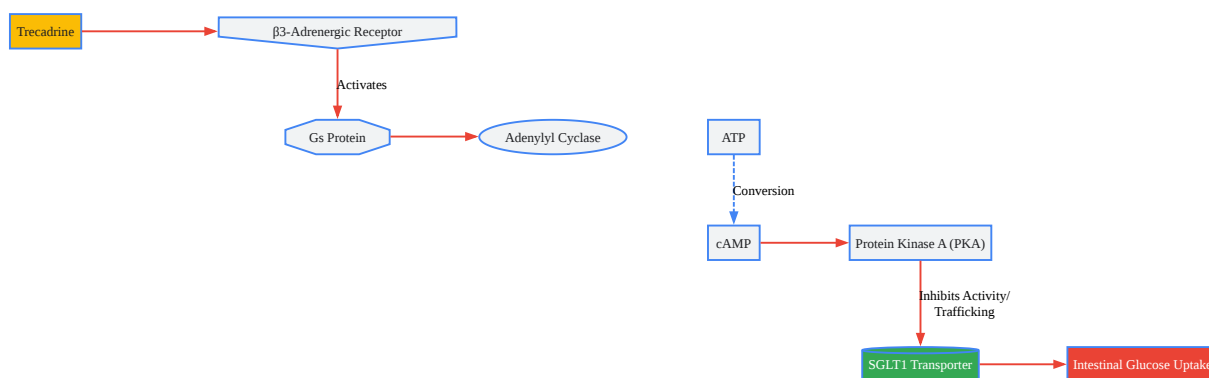 Trecadrine
β3-Adrenergic Receptor
Activates
Gs Protein
Adenylyl Cyclase
ATP
Conversion
cAMP
Protein Kinase A (PKA)
Inhibits Activity/
Trafficking
SGLT1 Transporter
Intestinal Glucose Uptake